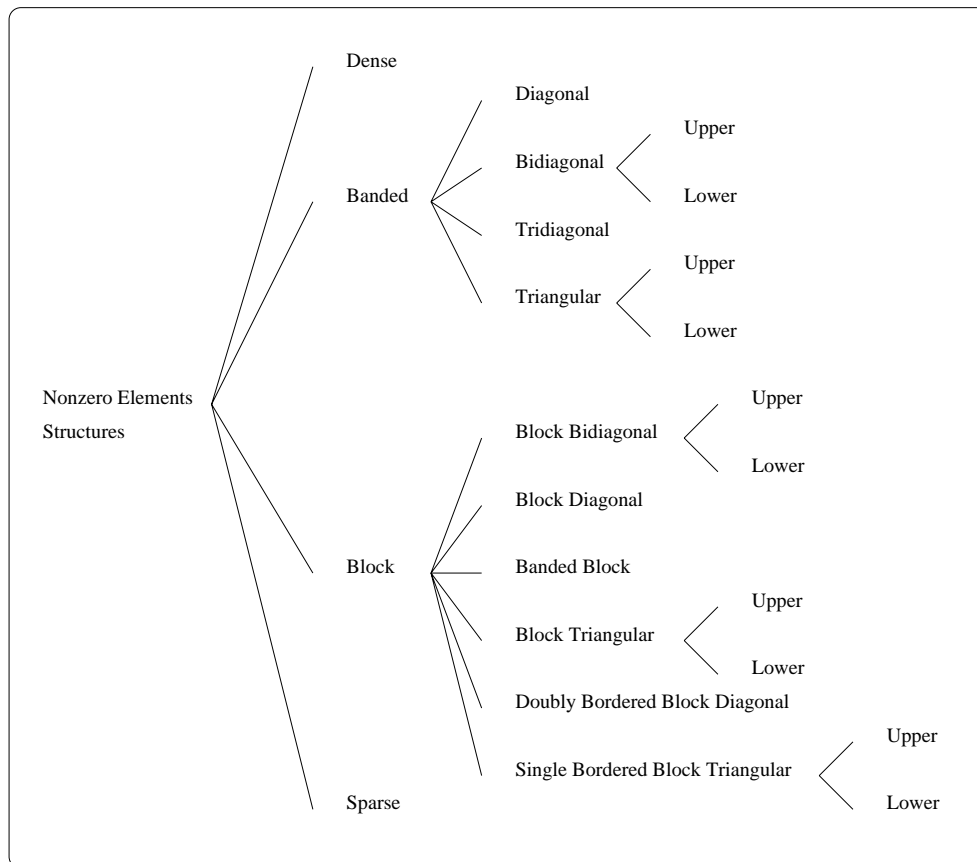 Dense
Diagonal
Upper
Bidiagonal
Banded
Lower
Tridiagonal
Upper
Triangular
Lower
Nonzero Elements
Structures
Upper
Block Bidiagonal
Lower
Block Diagonal
Block
Banded Block
Upper
Block Triangular
Lower
Doubly Bordered Block Diagonal
Upper
Single Bordered Block Triangular
Sparse
Lower